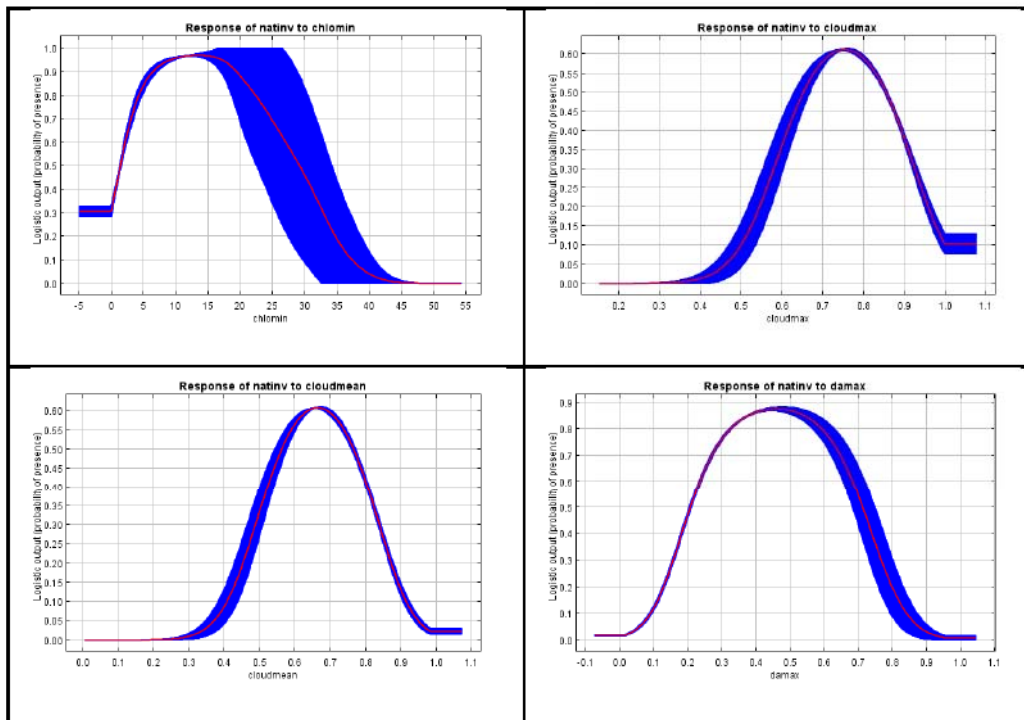 Response of natinv to chlomin
Logistic output (probability of presence)
1.0
0.9
0.8
0.7
0.6
0.5
0.4
0.3
0.2
0.1
0.0
-5 0 5 10 15 20 25 30 35 40 45 50 55
chlomin
Response of natinv to cloudmax
Logistic output (probability of presence)
0.60
0.55
0.50
0.45
0.40
0.35
0.30
0.25
0.20
0.15
0.10
0.05
0.00
0.2 0.3 0.4 0.5 0.6 0.7 0.8 0.9 1.0 1.1
cloudmax
Response of natinv to cloudmean
Logistic output (probability of presence)
0.60
0.55
0.50
0.45
0.40
0.35
0.30
0.25
0.20
0.15
0.10
0.05
0.00
0.0 0.1 0.2 0.3 0.4 0.5 0.6 0.7 0.8 0.9 1.0 1.1
cloudmean
Response of natinv to damax
Logistic output (probability of presence)
0.9
0.8
0.7
0.6
0.5
0.4
0.3
0.2
0.1
0.0
-0.1 0.0 0.1 0.2 0.3 0.4 0.5 0.6 0.7 0.8 0.9 1.0 1.1
damax